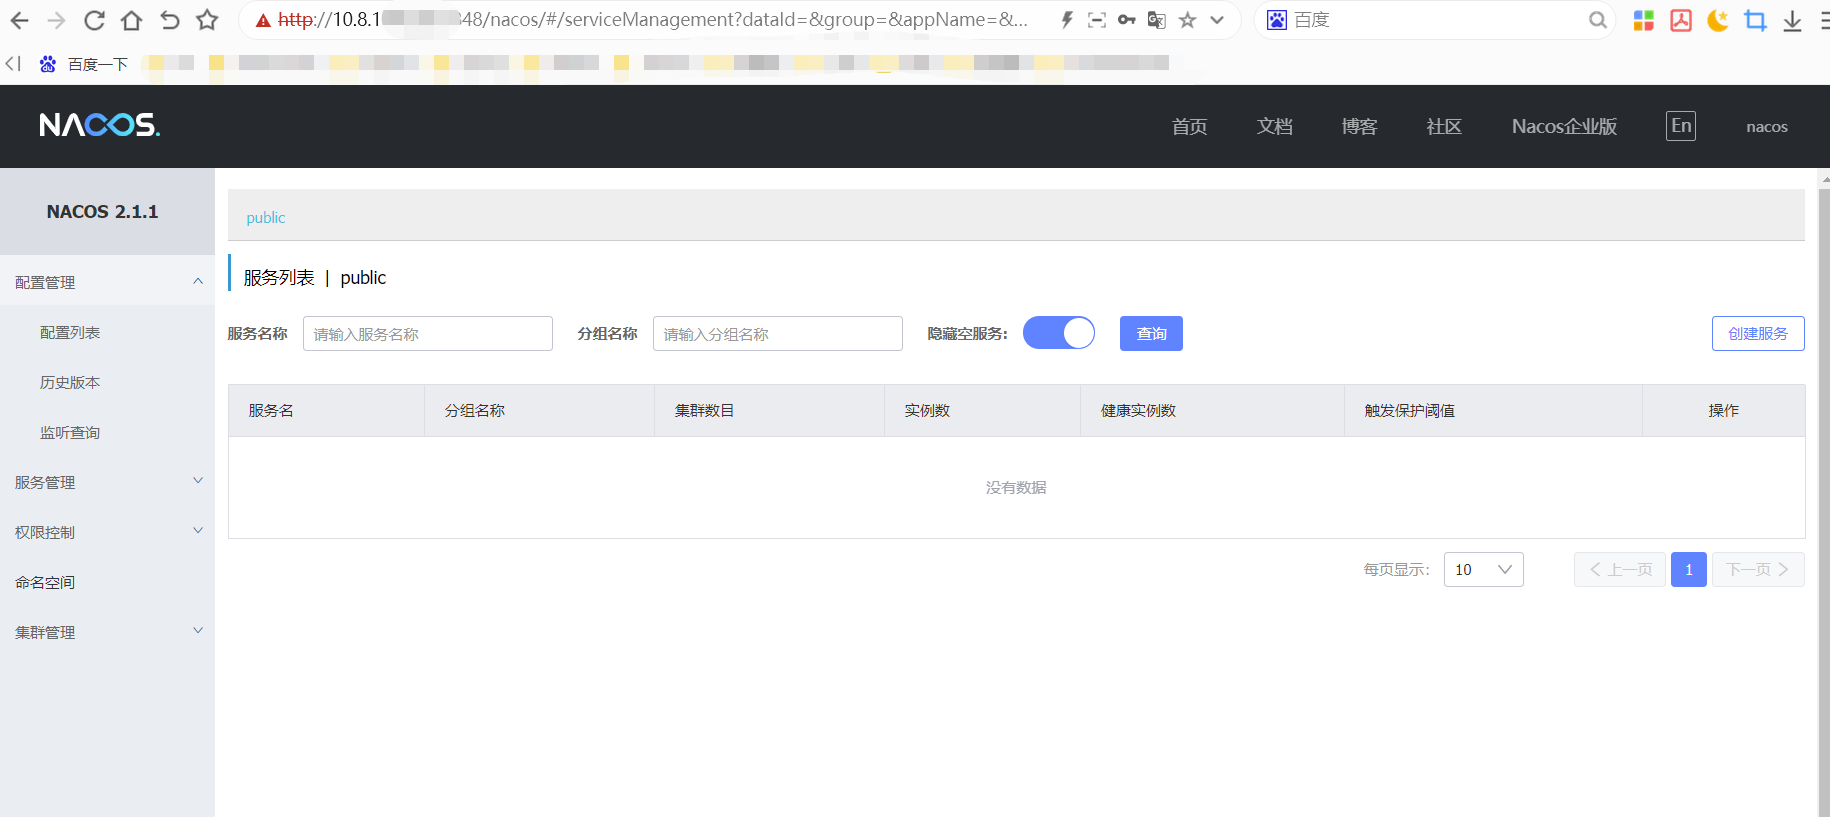 http://10.8.1 348/nacos/#/serviceManagement?dataId=&group=&appName=&...
百度
百度一下
NACOS.
首页 文档 博客 社区 Nacos企业版 En nacos
NACOS 2.1.1
配置管理
配置列表
历史版本
监听查询
服务管理
权限控制
命名空间
集群管理
public
服务列表 | public
服务名称 请输入服务名称 分组名称 请输入分组名称 隐藏空服务: 查询 创建服务
服务名 分组名称 集群数目 实例数 健康实例数 触发保护阈值 操作
没有数据
每页显示: 10 上一页 1 下一页